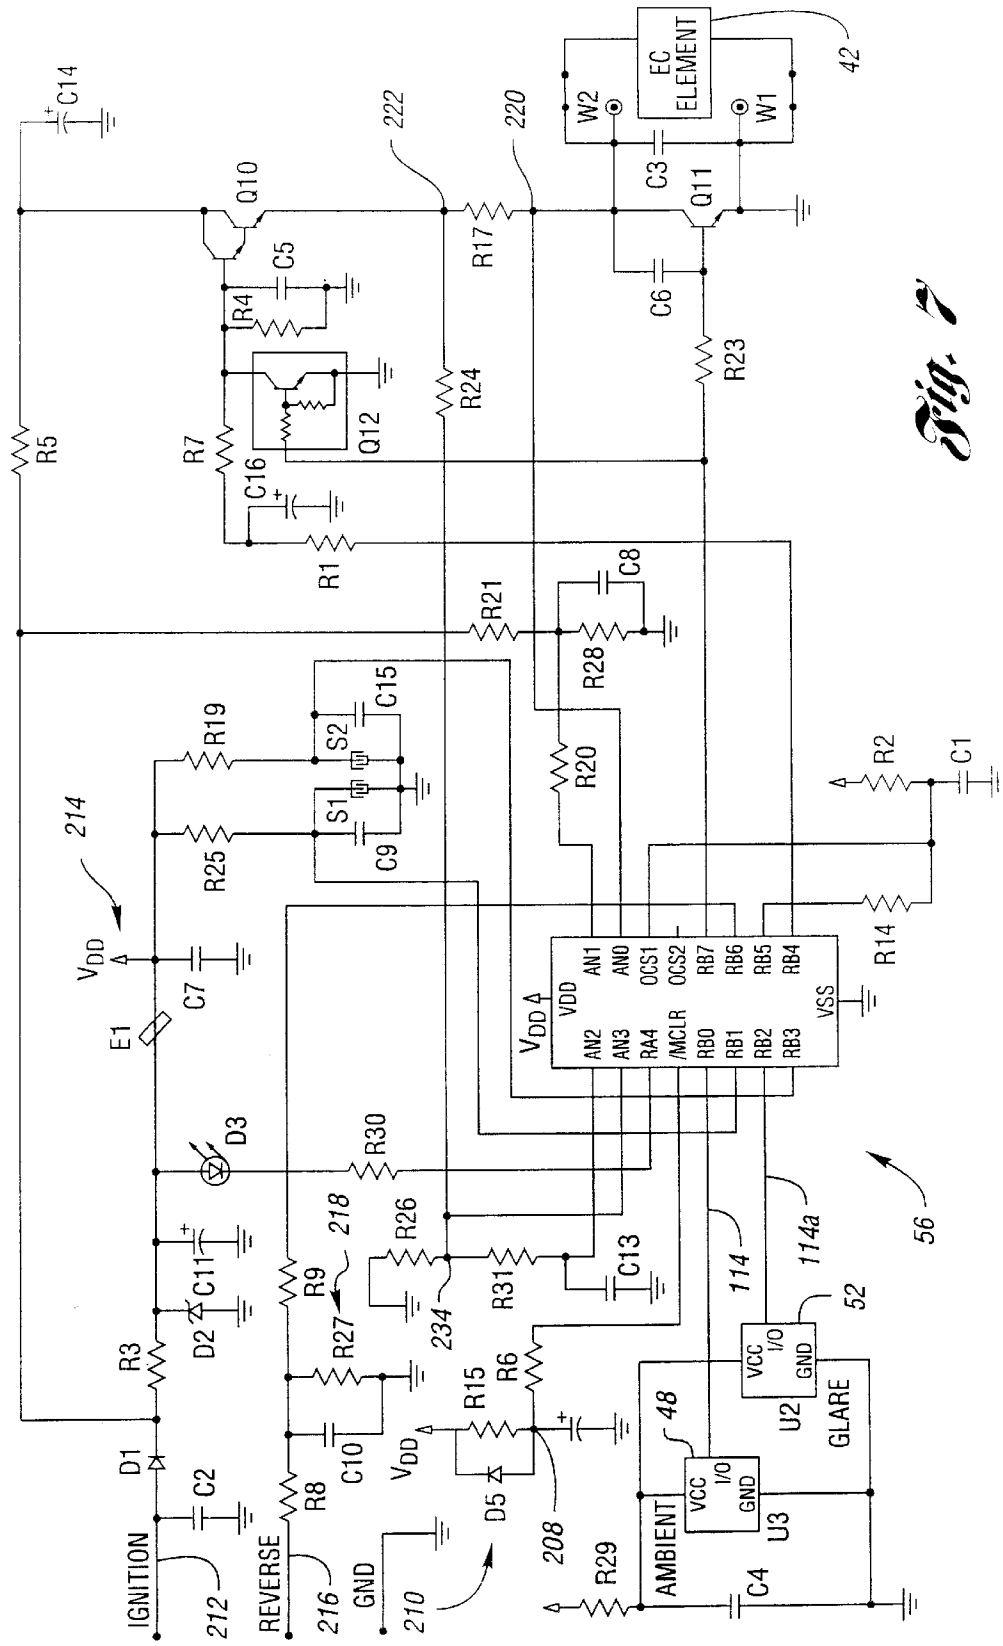 IGNITION
212
C2
D1
R3
D2
C11
+
D3
E1
VDD
214
C7
R25
R19
S1
S2
C9
C15
R5
C14
+
REVERSE
216
R8
C10
R27
218
R9
R30
R1
C16
+
R7
Q12
R4
C5
Q10
222
R24
R17
220
GND
210
D5
VDD
R15
208
+
R6
234
R26
R31
C13
R21
R28
C8
R20
VDD
VDD
AN2
AN3
RA4
/MCLR
RB0
RB1
RB2
RB3
AN1
AN0
OCS1
OCS2
RB7
RB6
RB5
RB4
VSS
R14
R2
C1
R23
C6
Q11
C3
W2
W1
EC
ELEMENT
42
R29
C4
AMBIENT
48
VCC
I/O
GND
U3
114
GLARE
52
VCC
I/O
GND
U2
114a
56
Fig. 7